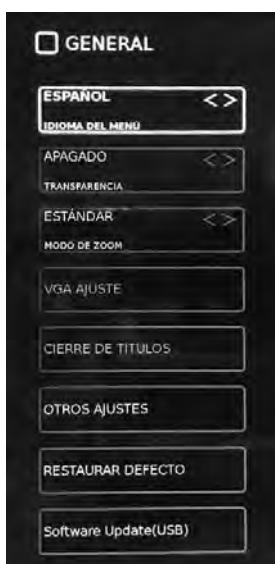 GENERAL
ESPAÑOL < >
IDIOMA DEL MENÚ
APAGADO < >
TRANSPARENCIA
ESTÁNDAR < >
MODO DE ZOOM
VGA AJUSTE
CIERRE DE TITULOS
OTROS AJUSTES
RESTAURAR DEFECTO
Software Update(USB)